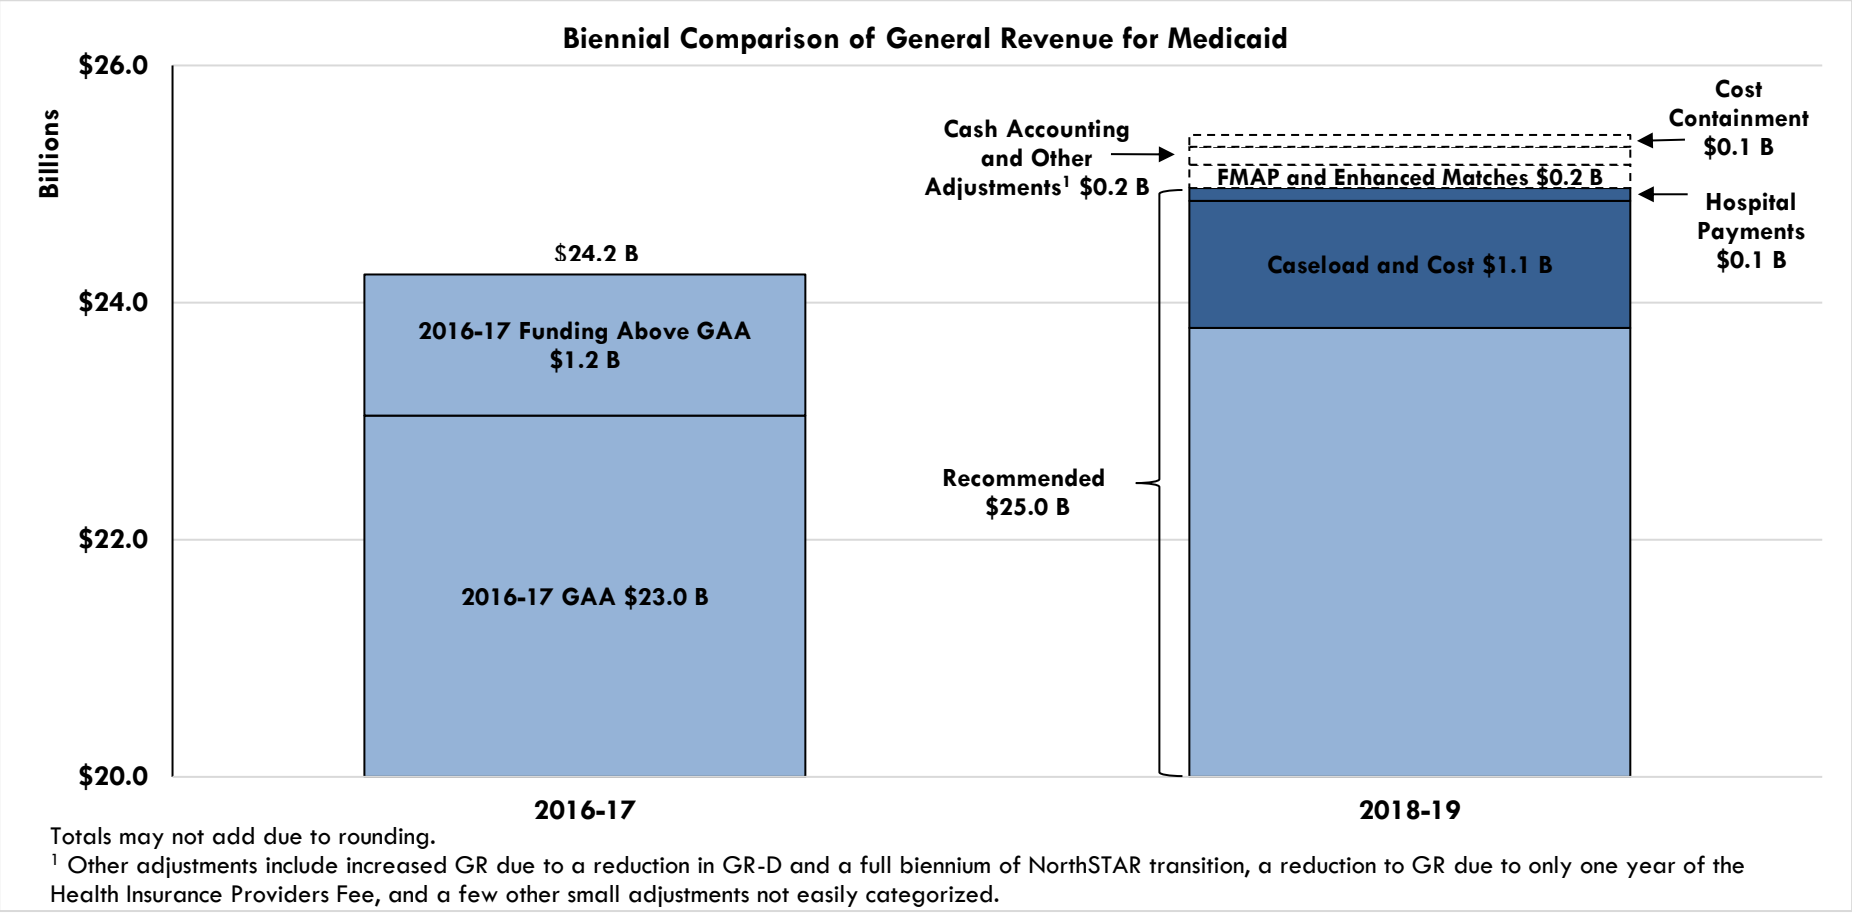 Biennial Comparison of General Revenue for Medicaid
$26.0
$24.0
$22.0
$20.0
Billions
$24.2 B
2016-17 Funding Above GAA
$1.2 B
2016-17 GAA $23.0 B
Cash Accounting
and Other
Adjustments¹ $0.2 B
Recommended
$25.0 B
FMAP and Enhanced Matches $0.2 B
Caseload and Cost $1.1 B
Cost
Containment
$0.1 B
Hospital
Payments
$0.1 B
2016-17
2018-19
Totals may not add due to rounding.
¹ Other adjustments include increased GR due to a reduction in GR-D and a full biennium of NorthSTAR transition, a reduction to GR due to only one year of the
Health Insurance Providers Fee, and a few other small adjustments not easily categorized.